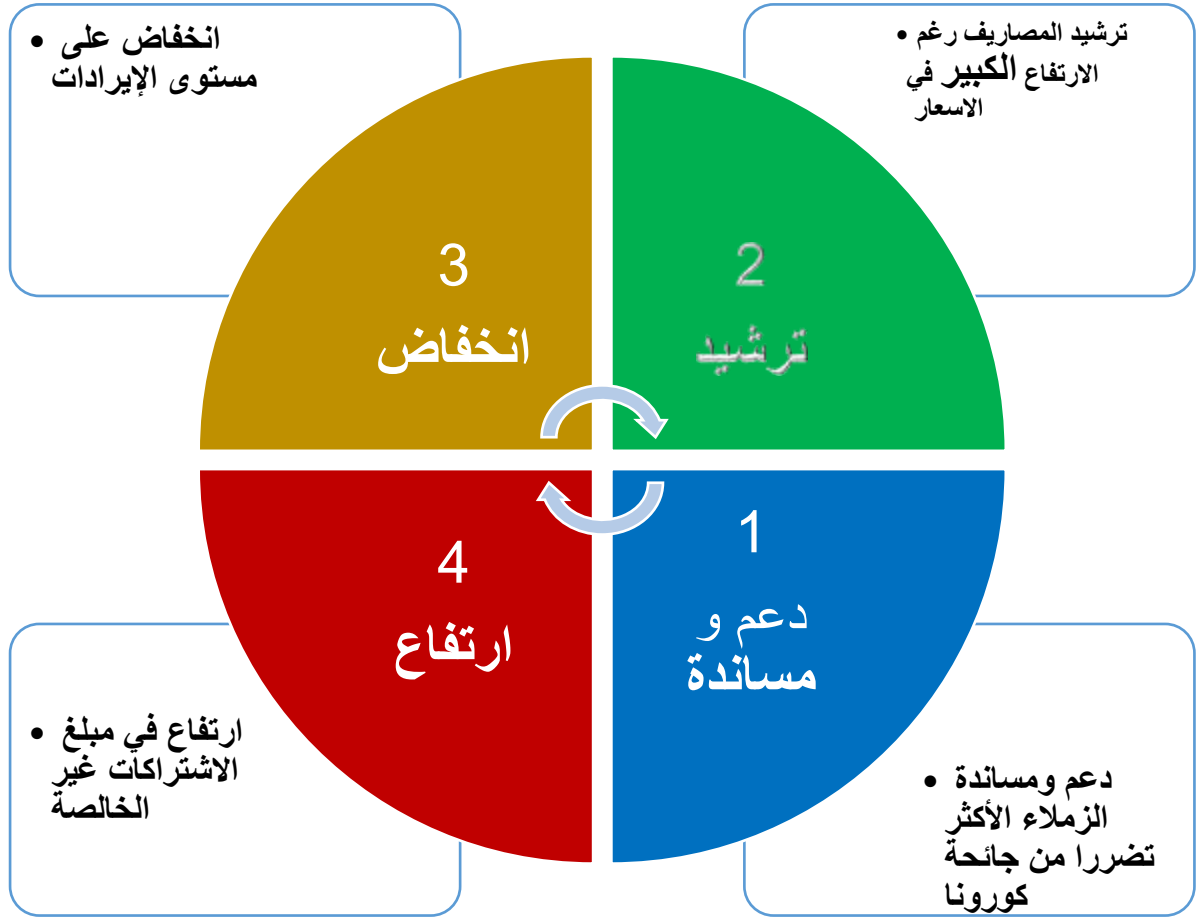 ترشيد المصاريف رغم
الارتفاع الكبير في
الاسعار
انخفاض على
مستوى الإيرادات
2
ترشيد
3
انخفاض
1
دعم و
مساندة
4
ارتفاع
دعم ومساندة
الزملاء الأكثر
تضررا من جائحة
كورونا
ارتفاع في مبلغ
الاشتراكات غير
الخالصة